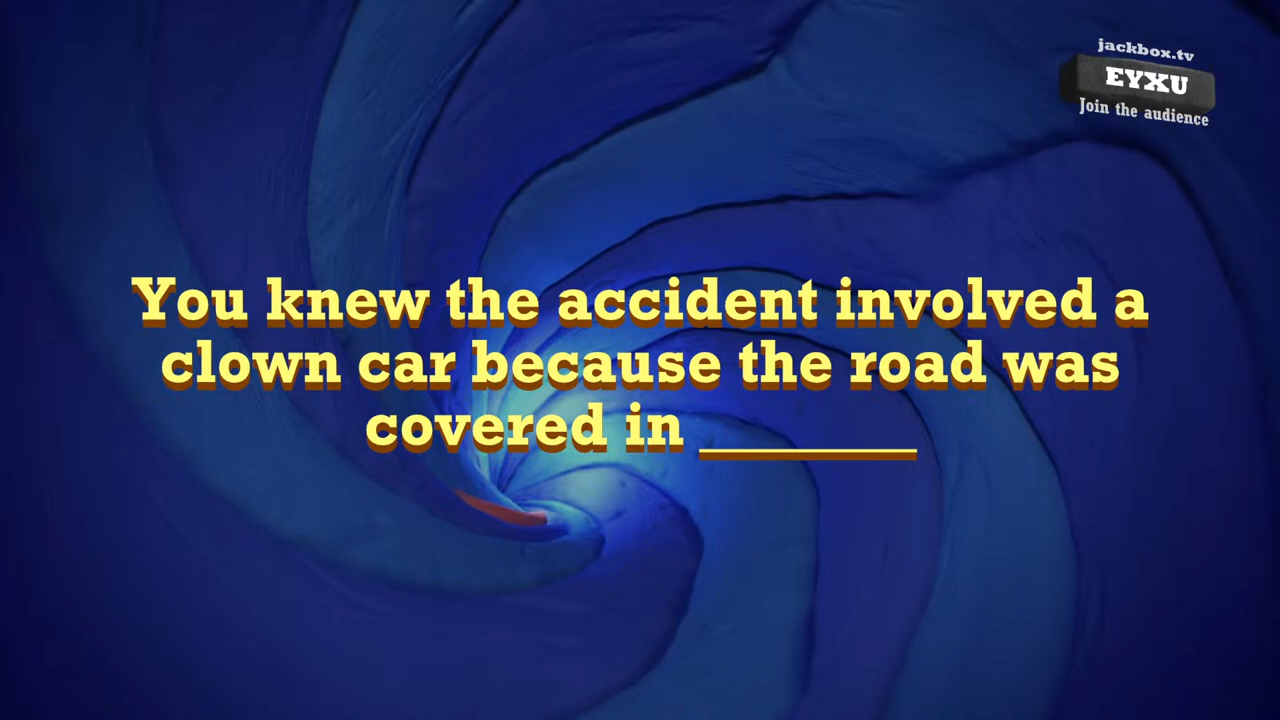 jackbox.tv
EYXU
Join the audience
You knew the accident involved a
clown car because the road was
covered in ________